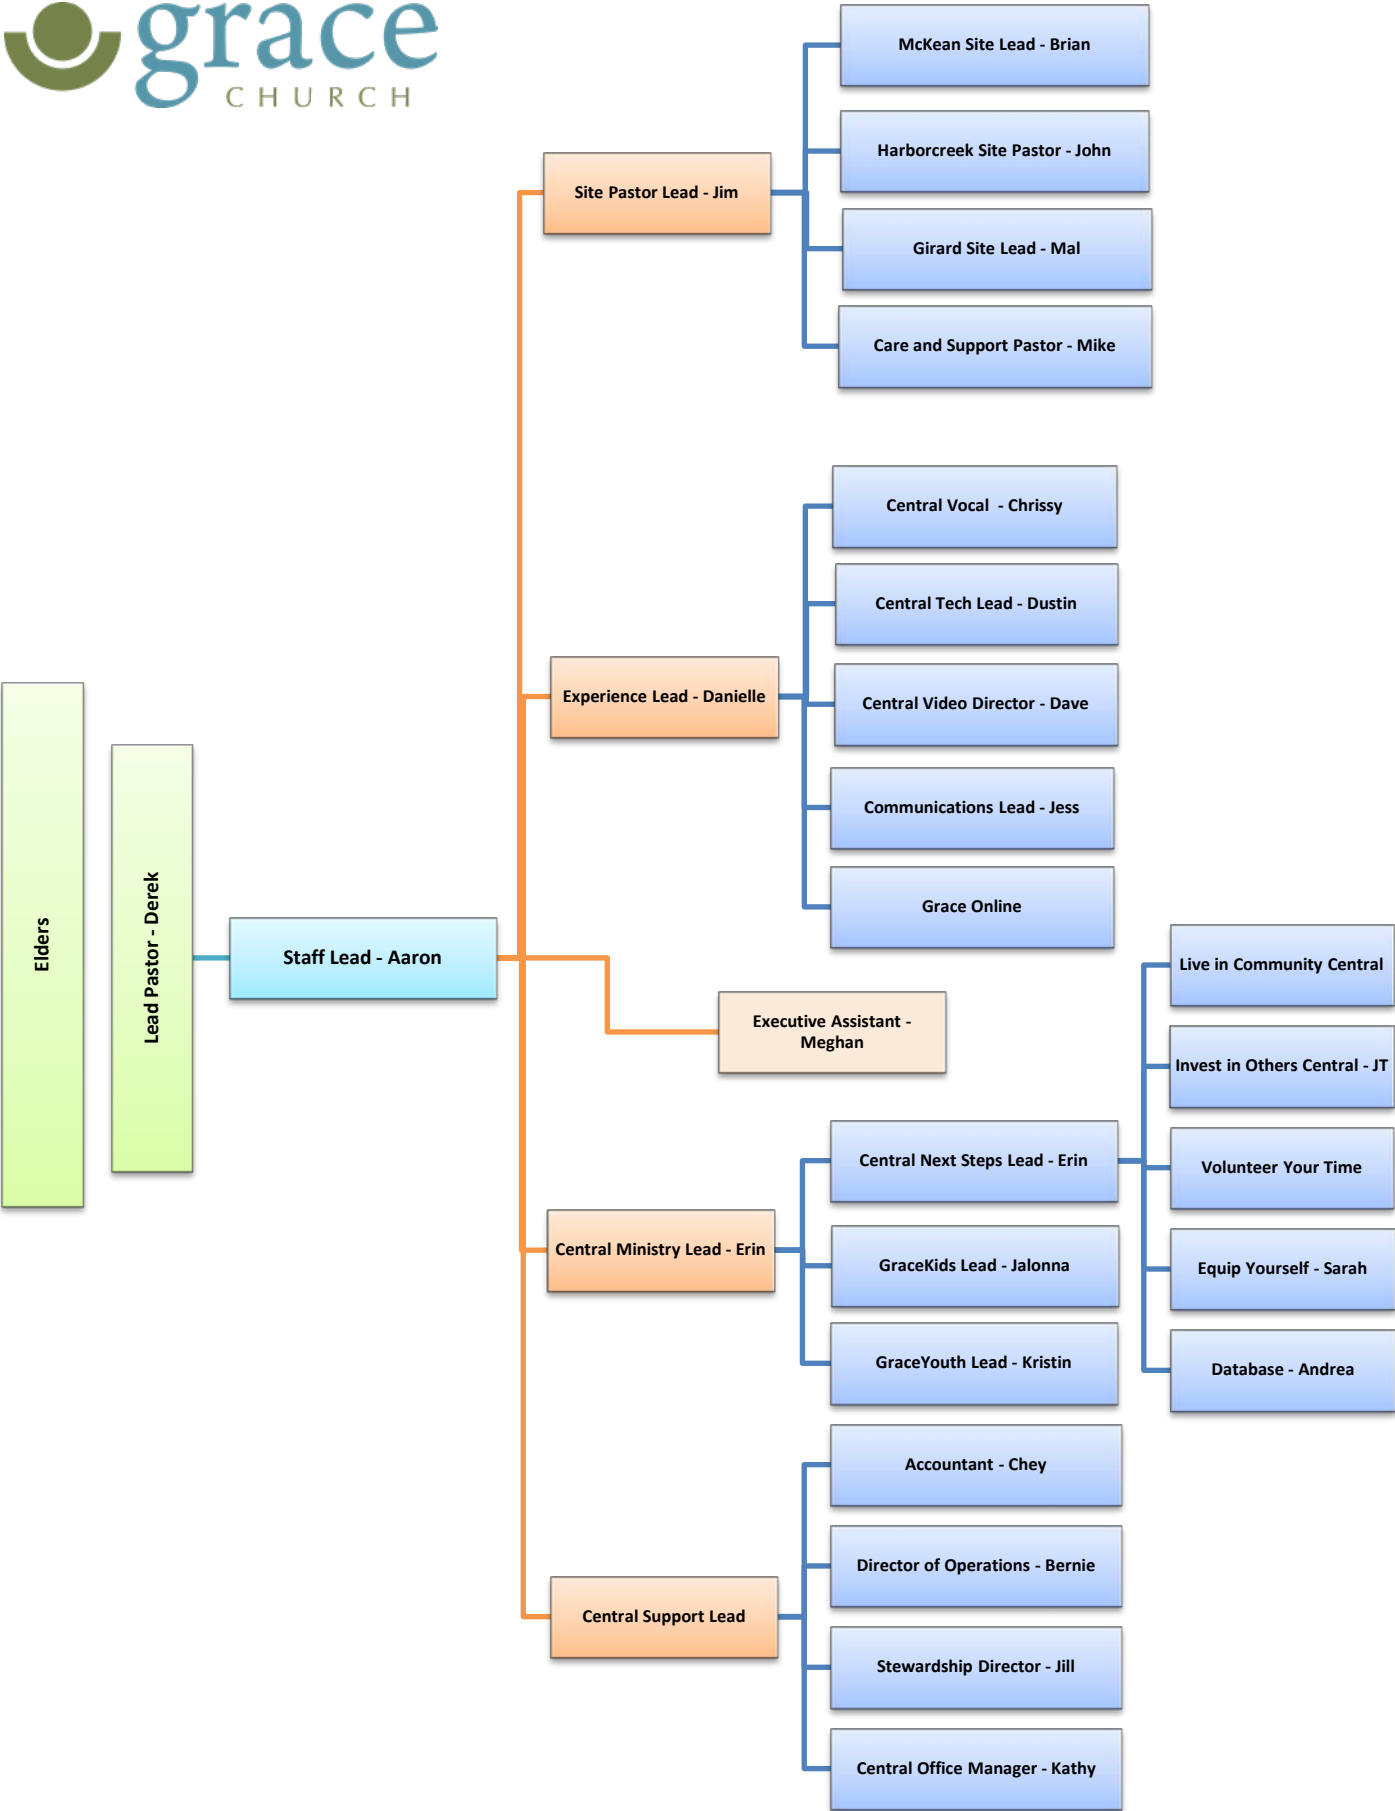 grace
CHURCH
McKean Site Lead - Brian
Harborcreek Site Pastor - John
Site Pastor Lead - Jim
Girard Site Lead - Mal
Care and Support Pastor - Mike
Central Vocal  - Chrissy
Central Tech Lead - Dustin
Experience Lead - Danielle
Central Video Director - Dave
Communications Lead - Jess
Grace Online
Elders
Lead Pastor - Derek
Staff Lead - Aaron
Executive Assistant -
Meghan
Live in Community Central
Invest in Others Central - JT
Central Next Steps Lead - Erin
Volunteer Your Time
Central Ministry Lead - Erin
GraceKids Lead - Jalonna
Equip Yourself - Sarah
GraceYouth Lead - Kristin
Database - Andrea
Accountant - Chey
Director of Operations - Bernie
Central Support Lead
Stewardship Director - Jill
Central Office Manager - Kathy